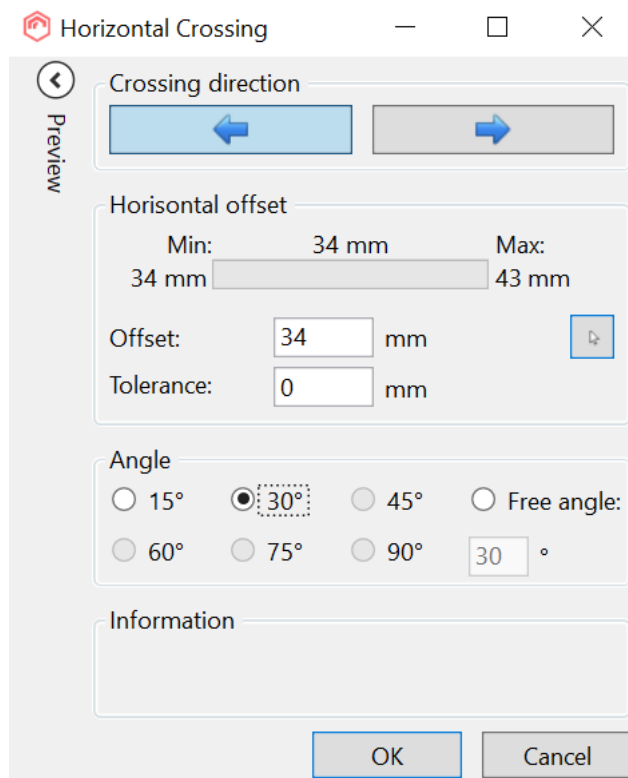 Horizontal Crossing
Preview
Crossing direction
Horisontal offset
Min: 34 mm Max:
34 mm 43 mm
Offset: 34 mm
Tolerance: 0 mm
Angle
15° 30° 45° Free angle:
60° 75° 90° 30 °
Information
OK Cancel